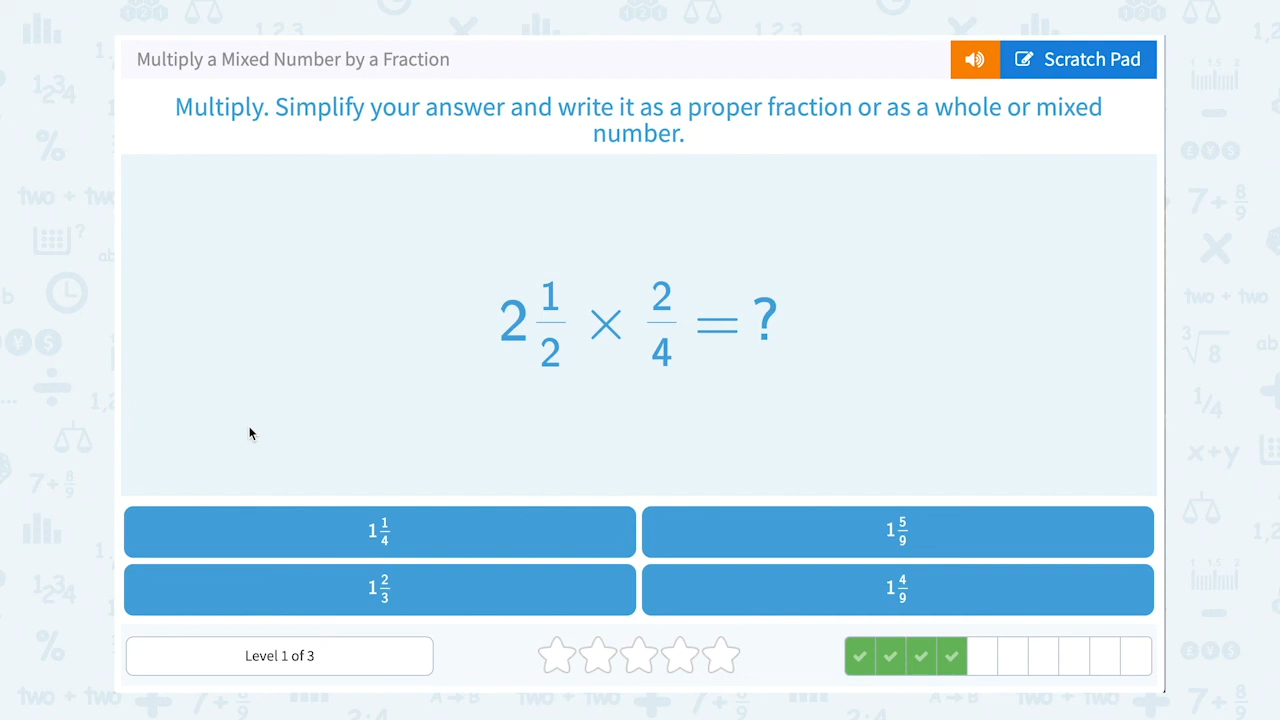 Multiply a Mixed Number by a Fraction
Scratch Pad
Multiply. Simplify your answer and write it as a proper fraction or as a whole or mixed
number.
2 1/2 × 2/4 = ?
1 1/4
1 5/9
1 2/3
1 4/9
Level 1 of 3